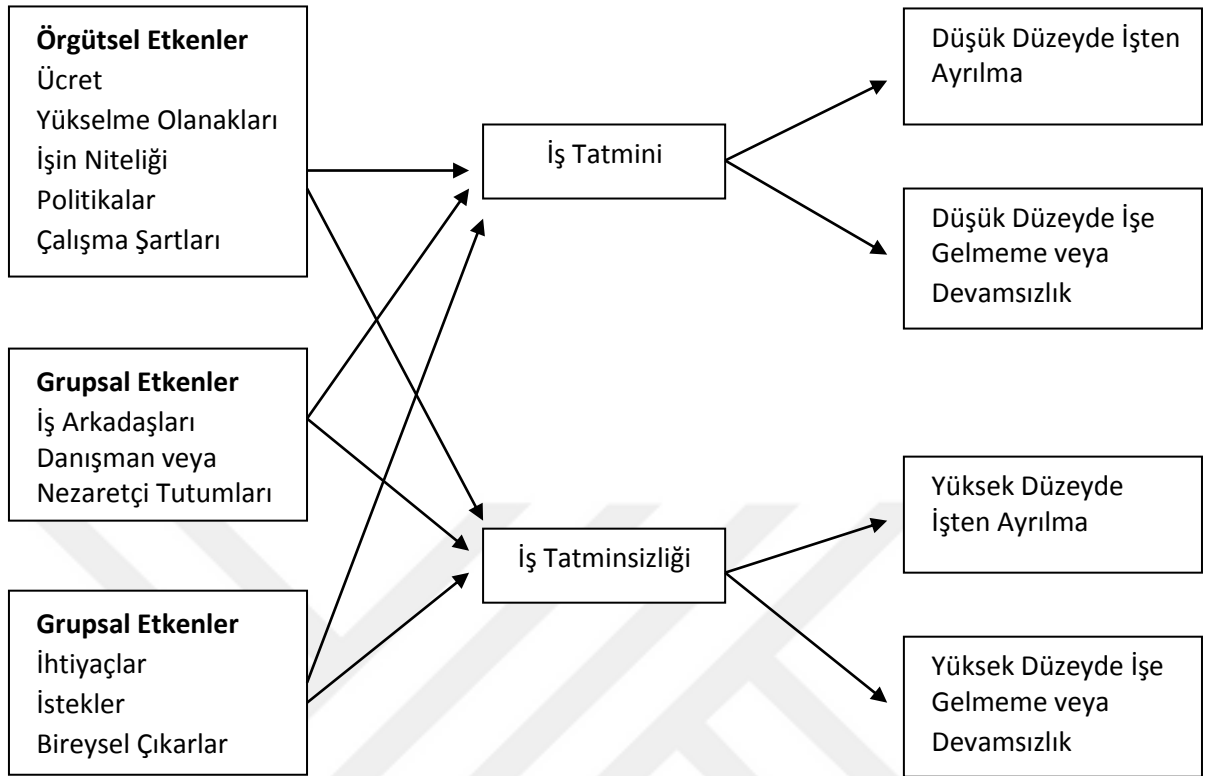 Örgütsel Etkenler
Ücret
Yükselme Olanakları
İşin Niteliği
Politikalar
Çalışma Şartları
Grupsal Etkenler
İş Arkadaşları
Danışman veya
Nezaretçi Tutumları
Grupsal Etkenler
İhtiyaçlar
İstekler
Bireysel Çıkarlar
İş Tatmini
İş Tatminsizliği
Düşük Düzeyde İşten
Ayrılma
Düşük Düzeyde İşe
Gelmeme veya
Devamsızlık
Yüksek Düzeyde
İşten Ayrılma
Yüksek Düzeyde İşe
Gelmeme veya
Devamsızlık